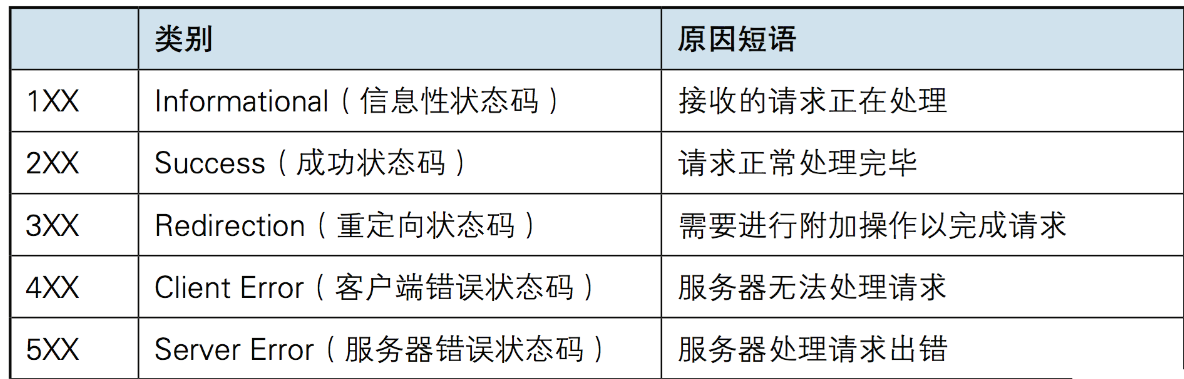 类别 原因短语
1XX Informational（信息性状态码） 接收的请求正在处理
2XX Success（成功状态码） 请求正常处理完毕
3XX Redirection（重定向状态码） 需要进行附加操作以完成请求
4XX Client Error（客户端错误状态码） 服务器无法处理请求
5XX Server Error（服务器错误状态码） 服务器处理请求出错